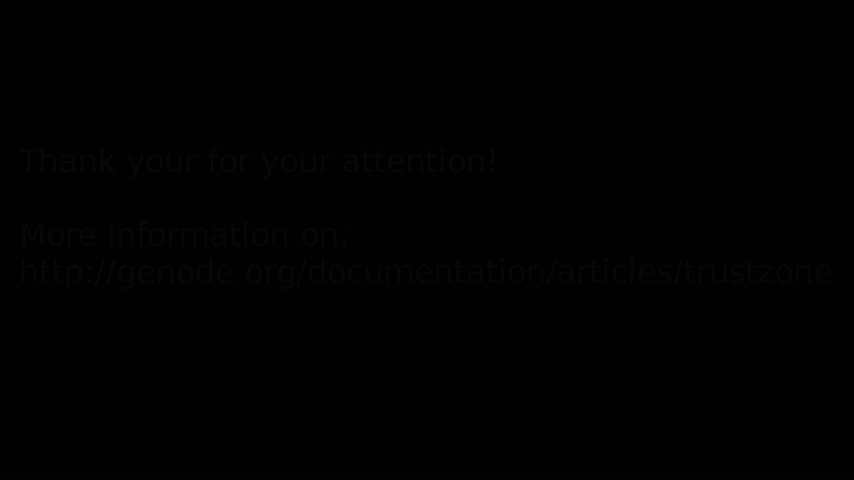 Thank your for your attention!
More information on:
http://genode.org/documentation/articles/trustzone